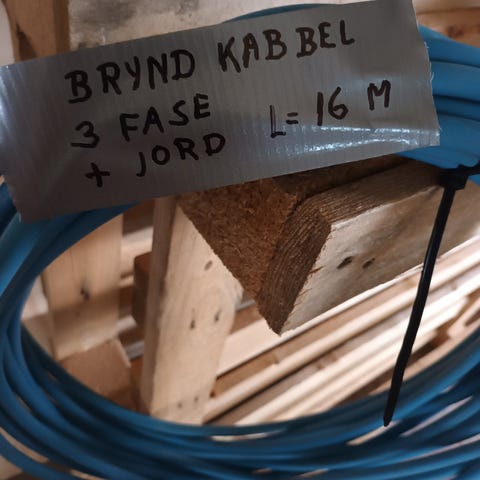 BRYND KABBEL
3 FASE L= 16 M
+ JORD